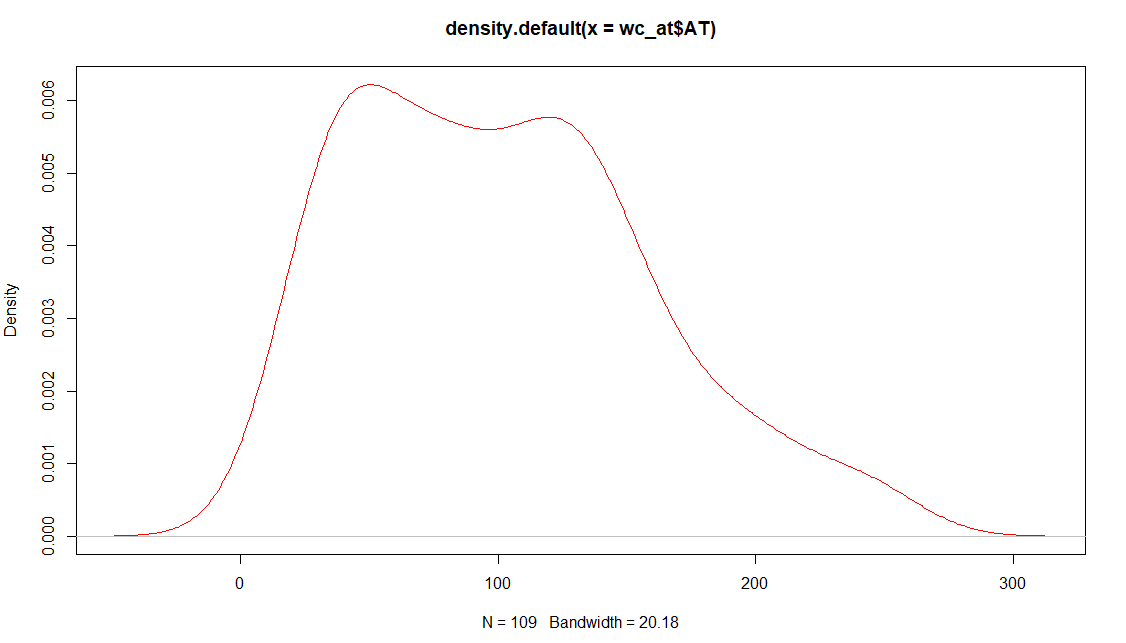 density.default(x = wc_at$AT)
Density
0.006
0.005
0.004
0.003
0.002
0.001
0.000
0 100 200 300
N = 109 Bandwidth = 20.18